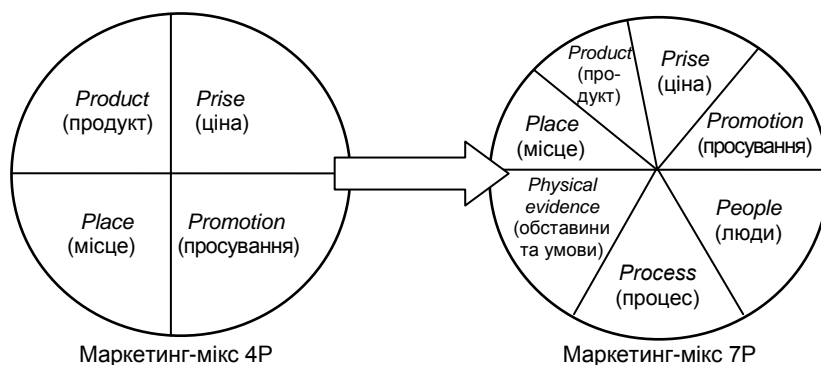 Product
(продукт)
Prise
(ціна)
Place
(місце)
Promotion
(просування)
Маркетинг-мікс 4P
Product
(про-
дукт)
Prise
(ціна)
Place
(місце)
Promotion
(просування)
Physical
evidence
(обставини
та умови)
People
(люди)
Process
(процес)
Маркетинг-мікс 7P